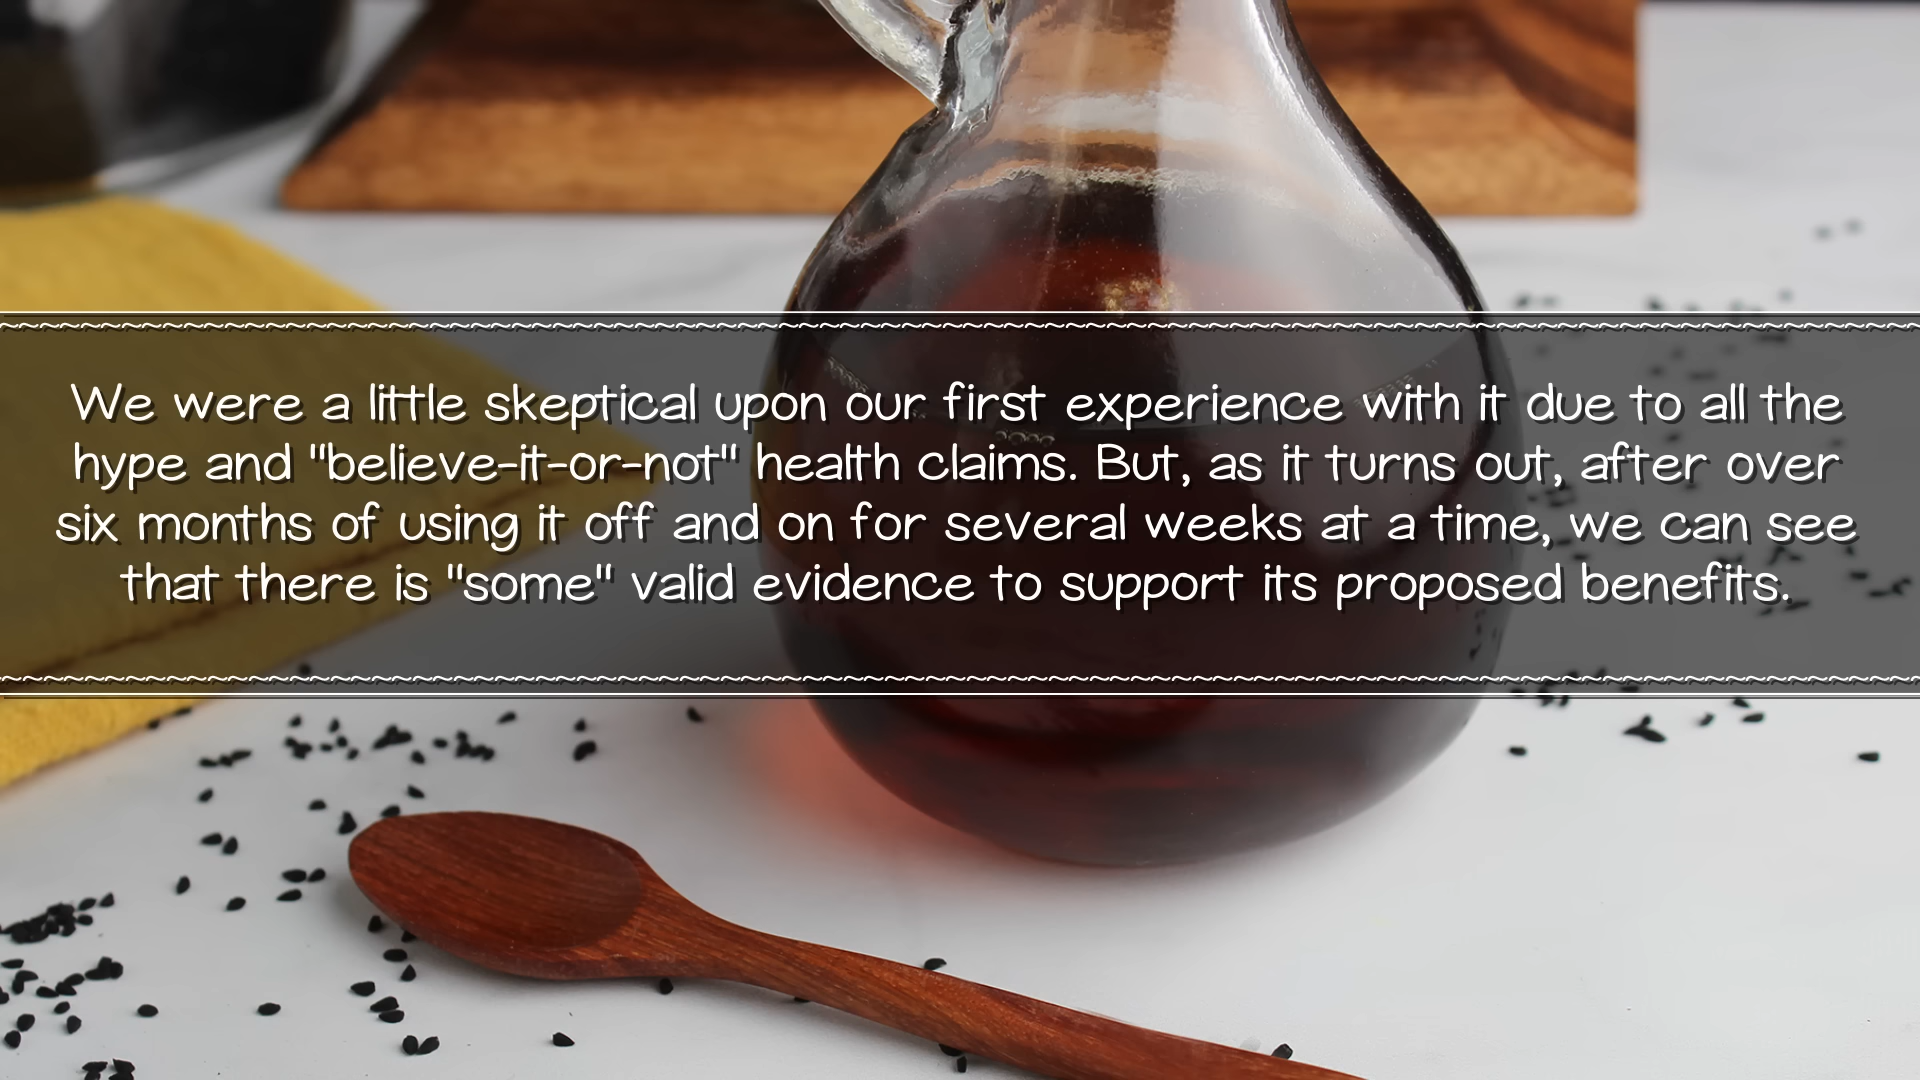 We were a little skeptical upon our first experience with it due to all the
hype and "believe-it-or-not" health claims. But, as it turns out, after over
six months of using it off and on for several weeks at a time, we can see
that there is "some" valid evidence to support its proposed benefits.